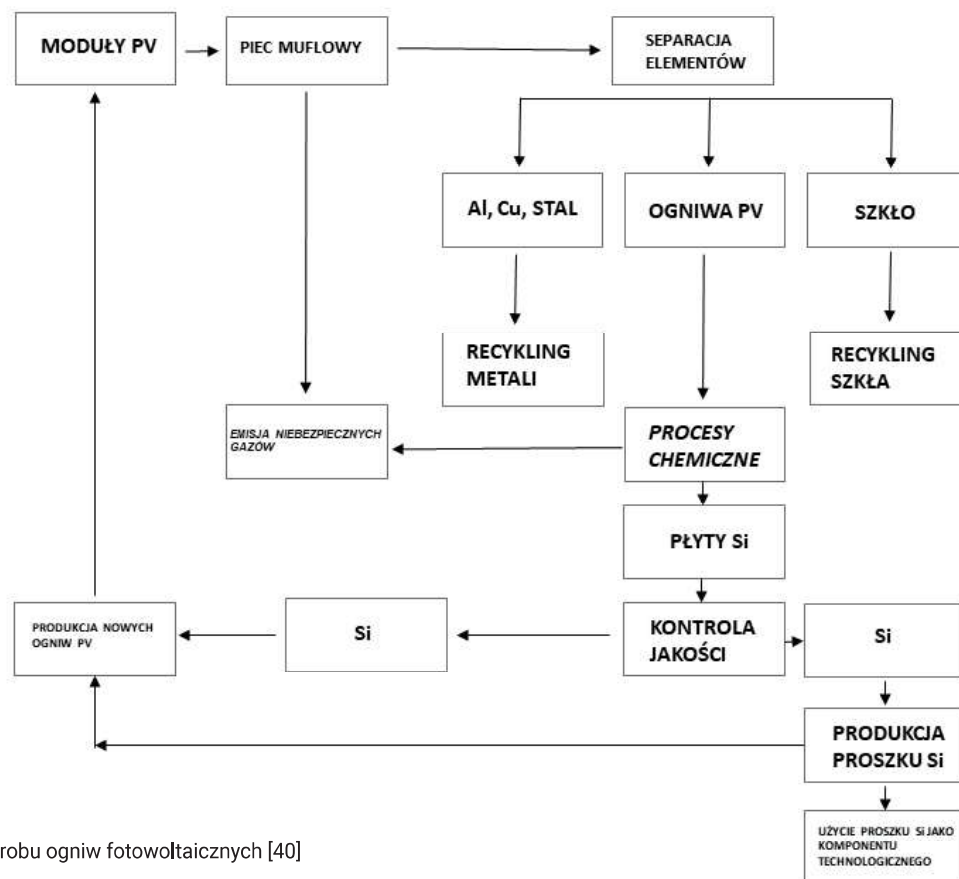 MODUŁY PV
PIEC MUFLOWY
SEPARACJA
ELEMENTÓW
Al, Cu, STAL
OGNIWA PV
SZKŁO
RECYKLING
METALI
RECYKLING
SZKŁA
EMISJA NIEBEZPIECZNYCH
GAZÓW
PROCESY
CHEMICZNE
PŁYTY Si
PRODUKCJA NOWYCH
OGNIW PV
Si
KONTROLA
JAKOŚCI
Si
PRODUKCJA
PROSZKU Si
UŻYCIE PROSZKU Si JAKO
KOMPONENTU
TECHNOLOGICZNEGO
robu ogniw fotowoltaicznych [40]